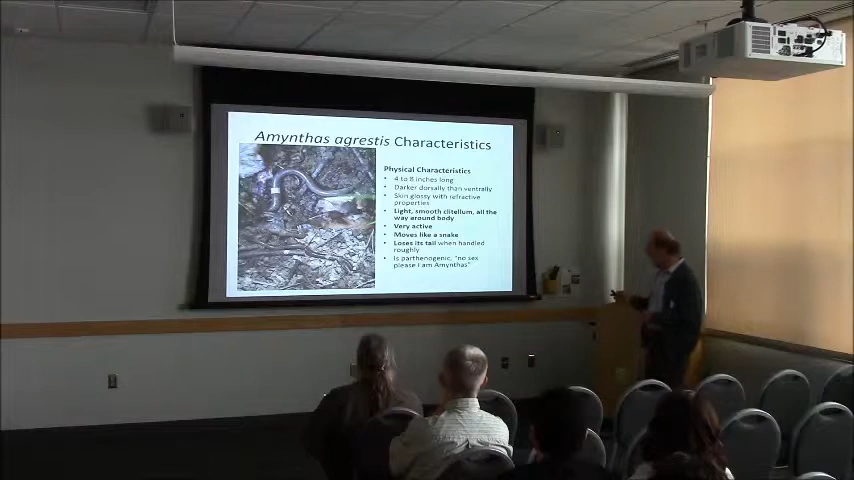 Amynthas agrestis Characteristics
Physical Characteristics
• 4 to 8 inches long
• Darker dorsally than ventrally
• Skin glossy with refractive
properties
• Light, smooth clitellum, all the
way around body
• Very active
• Moves like a snake
• Loses its tail when handled
roughly
• Is parthenogenic, "no sex
please I am Amynthas"